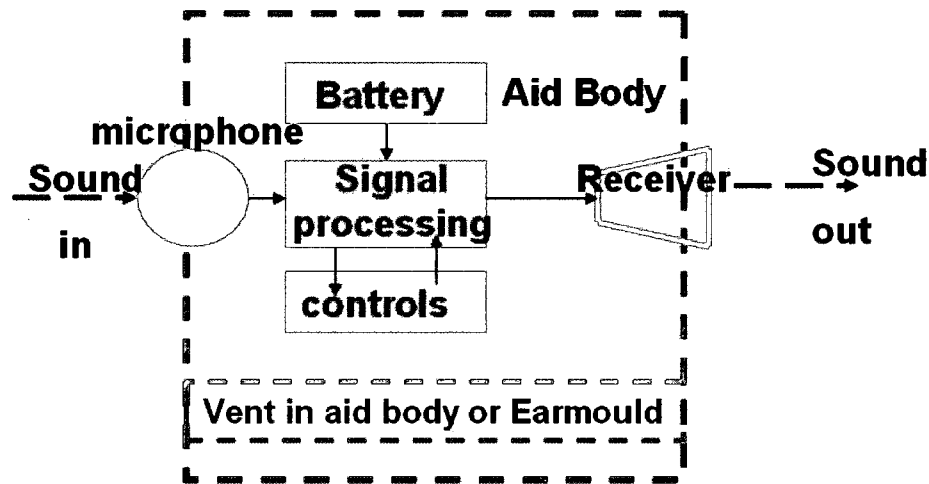 Battery
Aid Body
microphone
Sound
in
Signal
processing
Receiver
Sound
out
controls
Vent in aid body or Earmould